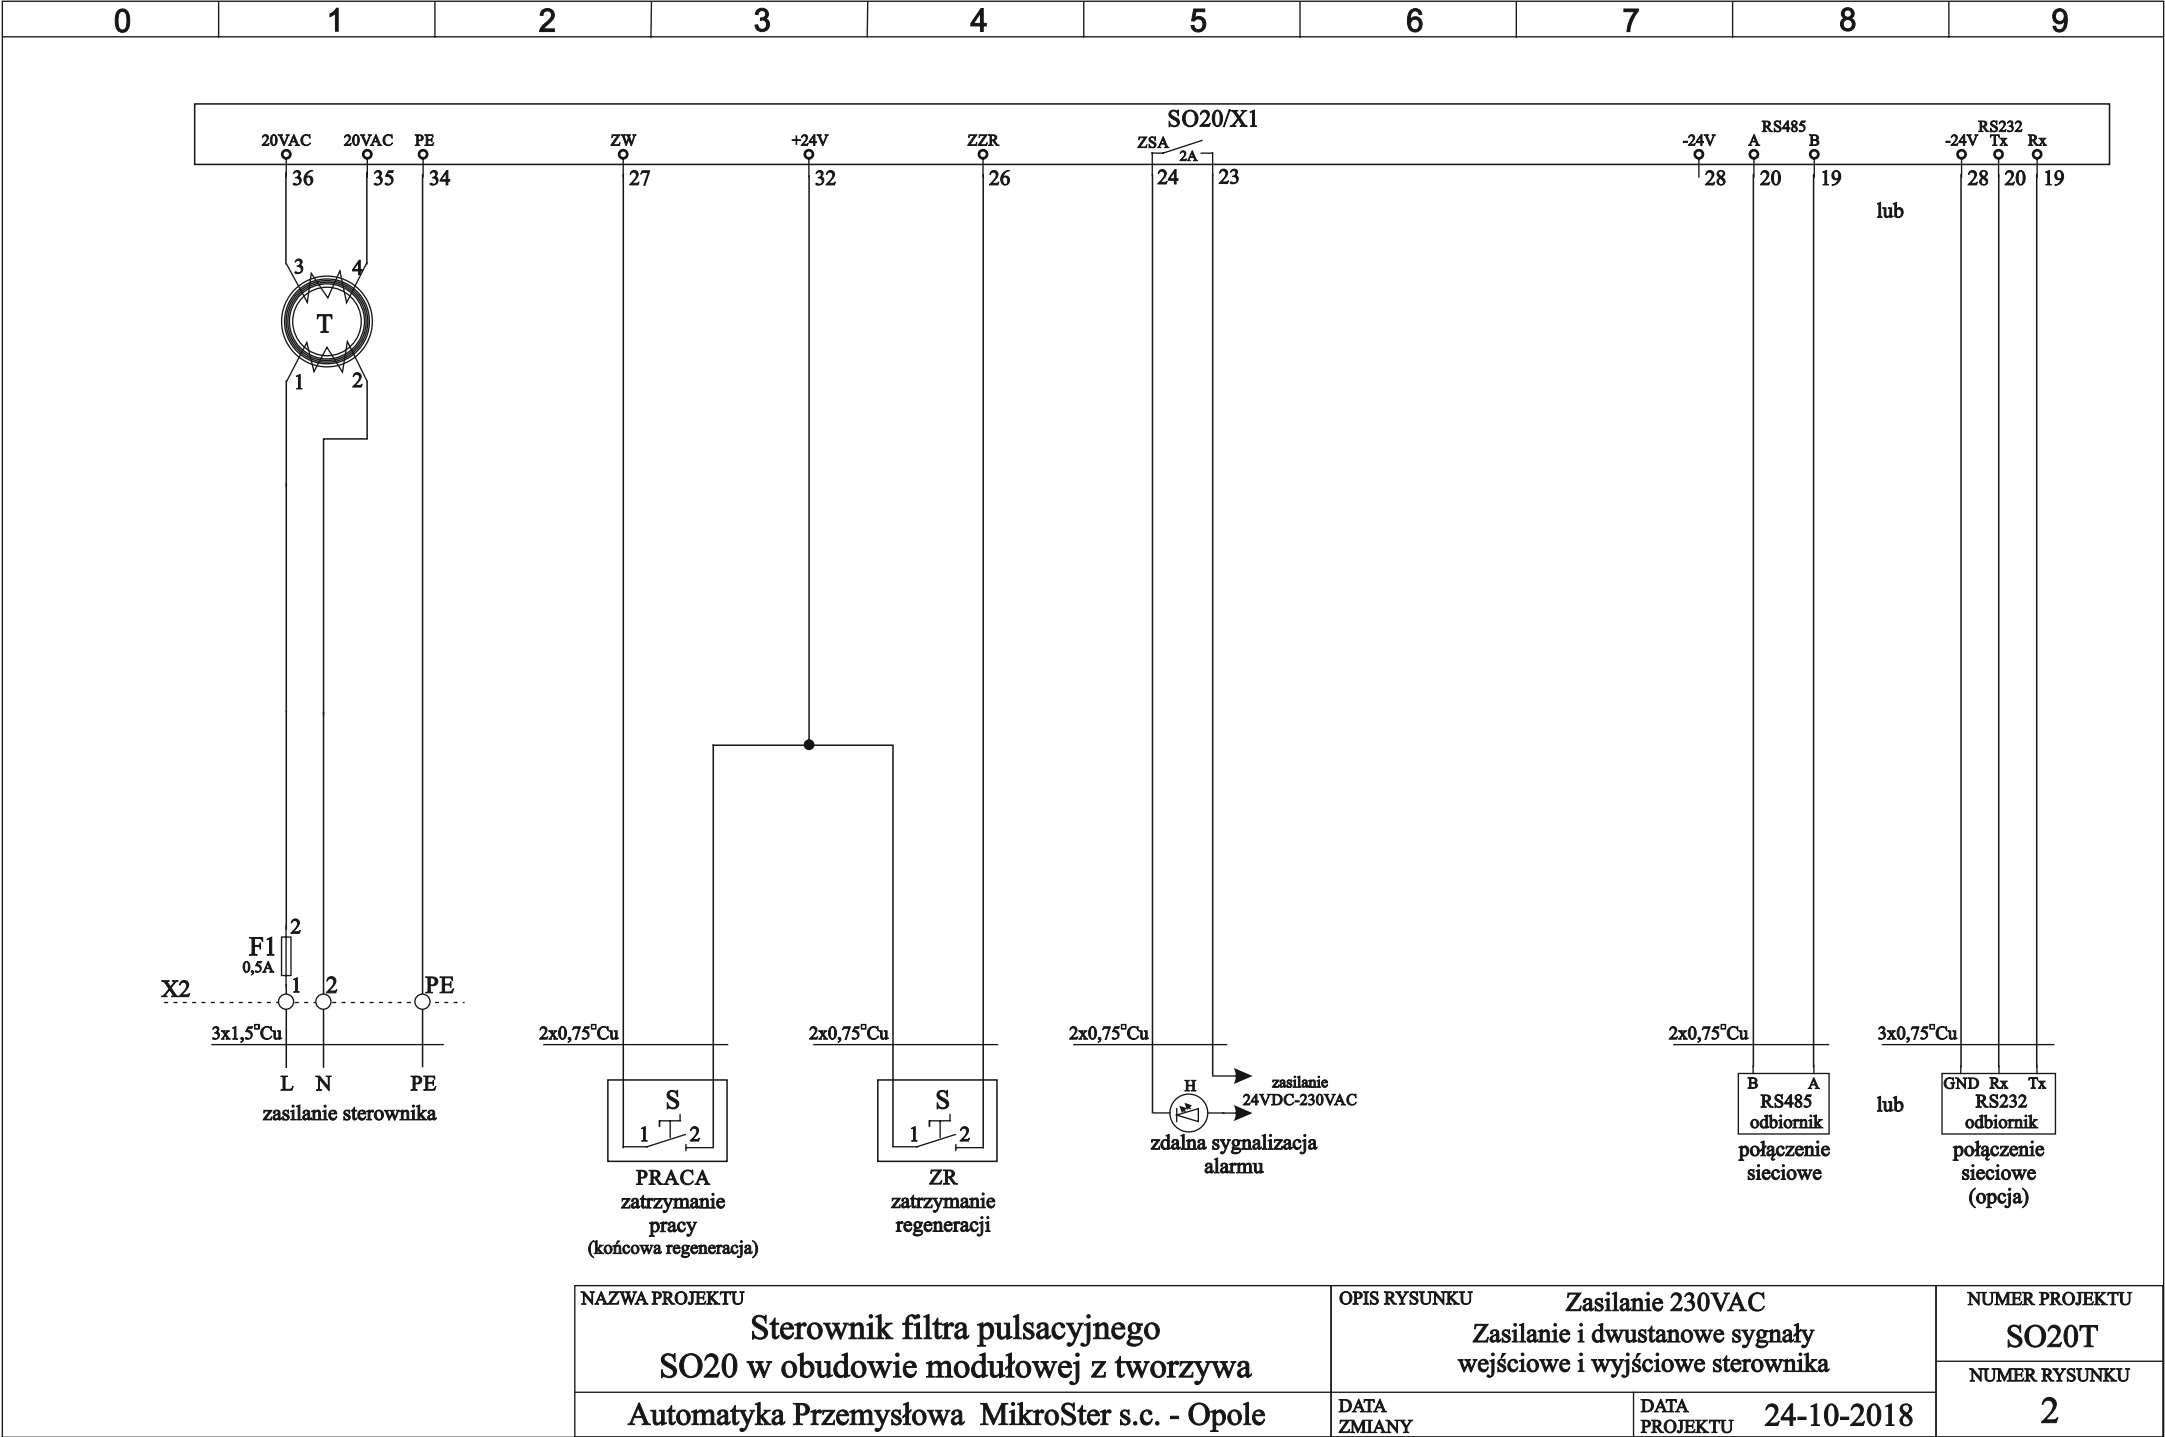 0 1 2 3 4 5 6 7 8 9
SO20/X1
20VAC 20VAC PE ZW +24V ZZR ZSA 2A -24V A RS485 B -24V RS232 Tx Rx
36 35 34 27 32 26 24 23 28 20 19 28 20 19
lub
3 4
T
1 2
2
F1
0,5A
X2 1 2 PE
3x1,5□Cu 2x0,75□Cu 2x0,75□Cu 2x0,75□Cu 2x0,75□Cu 3x0,75□Cu
L N PE
zasilanie sterownika
S
1 2
PRACA
zatrzymanie
pracy
(końcowa regeneracja)
S
1 2
ZR
zatrzymanie
regeneracji
H
zasilanie
24VDC-230VAC
zdalna sygnalizacja
alarmu
B A
RS485
odbiornik
połączenie
sieciowe
lub
GND Rx Tx
RS232
odbiornik
połączenie
sieciowe
(opcja)
NAZWA PROJEKTU
Sterownik filtra pulsacyjnego
SO20 w obudowie modułowej z tworzywa
Automatyka Przemysłowa MikroSter s.c. - Opole
OPIS RYSUNKU
Zasilanie 230VAC
Zasilanie i dwustanowe sygnały
wejściowe i wyjściowe sterownika
DATA
ZMIANY
DATA
PROJEKTU
24-10-2018
NUMER PROJEKTU
SO20T
NUMER RYSUNKU
2